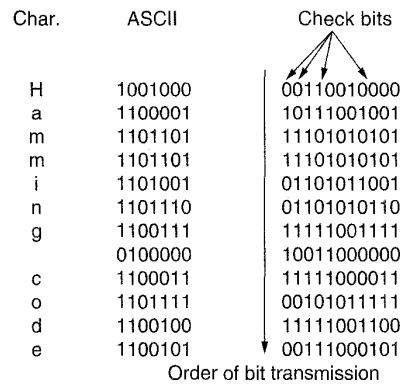 Char. ASCII Check bits
H 1001000 00110010000
a 1100001 10111001001
m 1101101 11101010101
m 1101101 11101010101
i 1101001 01101011001
n 1101110 01101010110
g 1100111 11111001111
0100000 10011000000
c 1100011 11111000011
o 1101111 00101011111
d 1100100 11111001100
e 1100101 00111000101
Order of bit transmission